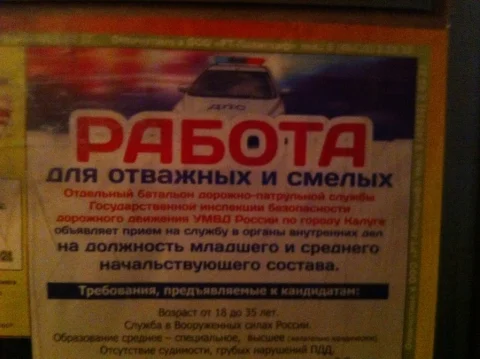 ДПС
РАБОТА
для отважных и смелых
Отдельный батальон дорожно-патрульной службы
Государственной инспекции безопасности
дорожного движения УМВД России по городу Калуге
объявляет прием на службу в органы внутренних дел
на должность младшего и среднего
начальствующего состава.
Требования, предъявляемые к кандидатам:
Возраст от 18 до 35 лет.
Служба в Вооруженных силах России.
Образование среднее - специальное, высшее (желательно юридическое)
Отсутствие судимости, грубых нарушений ПДД.